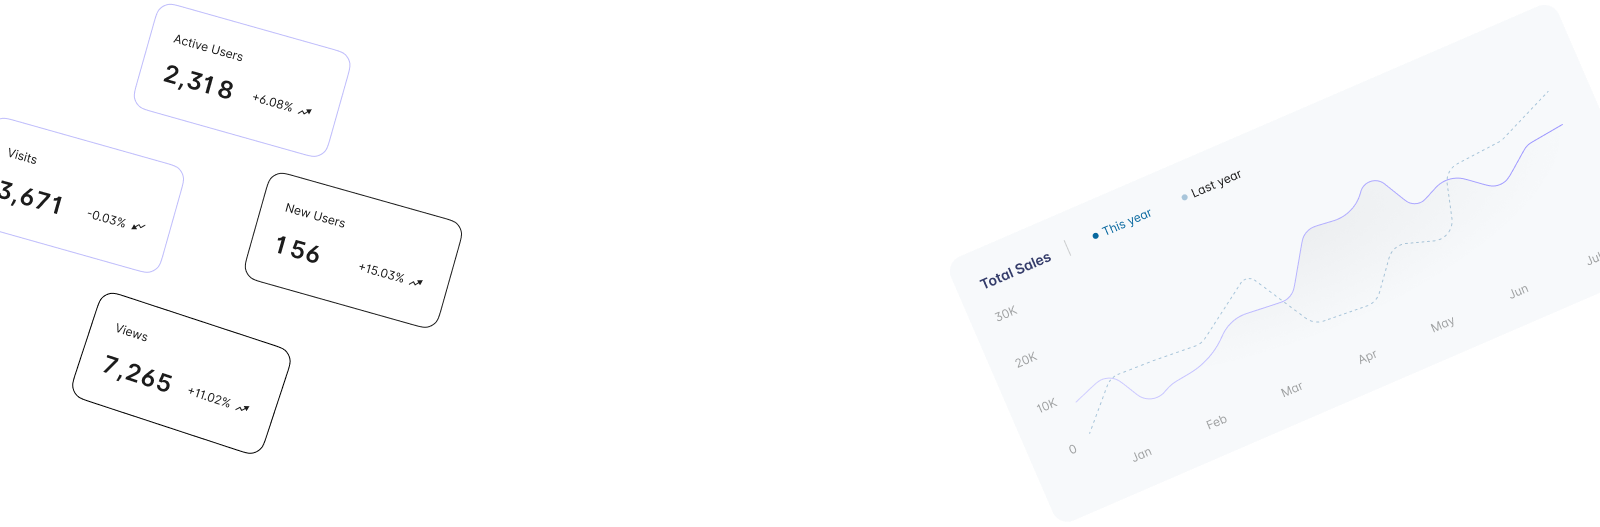 Active Users
2,318
+6.08%
Visits
3,671
-0.03%
New Users
156
+15.03%
Views
7,265
+11.02%
Total Sales
This year
Last year
30K
20K
10K
0
Jan
Feb
Mar
Apr
May
Jun
Jul